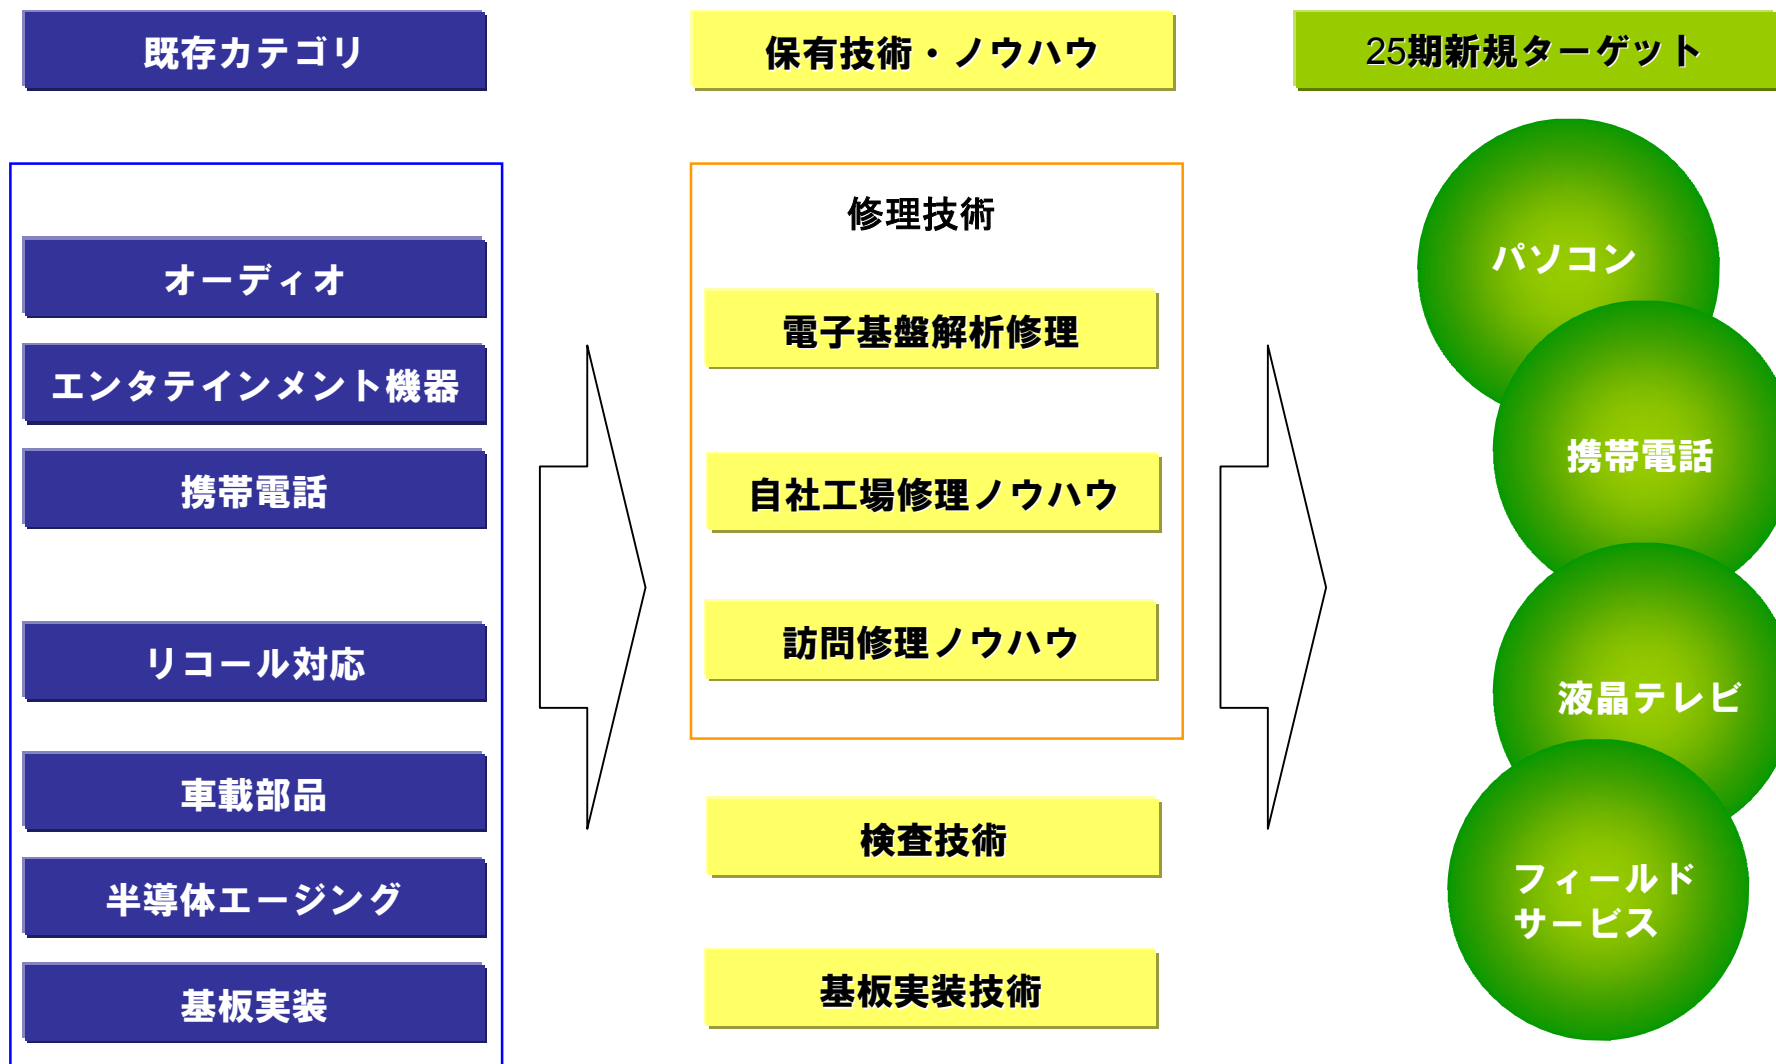 既存カテゴリ
保有技術・ノウハウ
25期新規ターゲット
オーディオ
エンタテインメント機器
携帯電話
リコール対応
車載部品
半導体エージング
基板実装
修理技術
電子基盤解析修理
自社工場修理ノウハウ
訪問修理ノウハウ
検査技術
基板実装技術
パソコン
携帯電話
液晶テレビ
フィールド
サービス